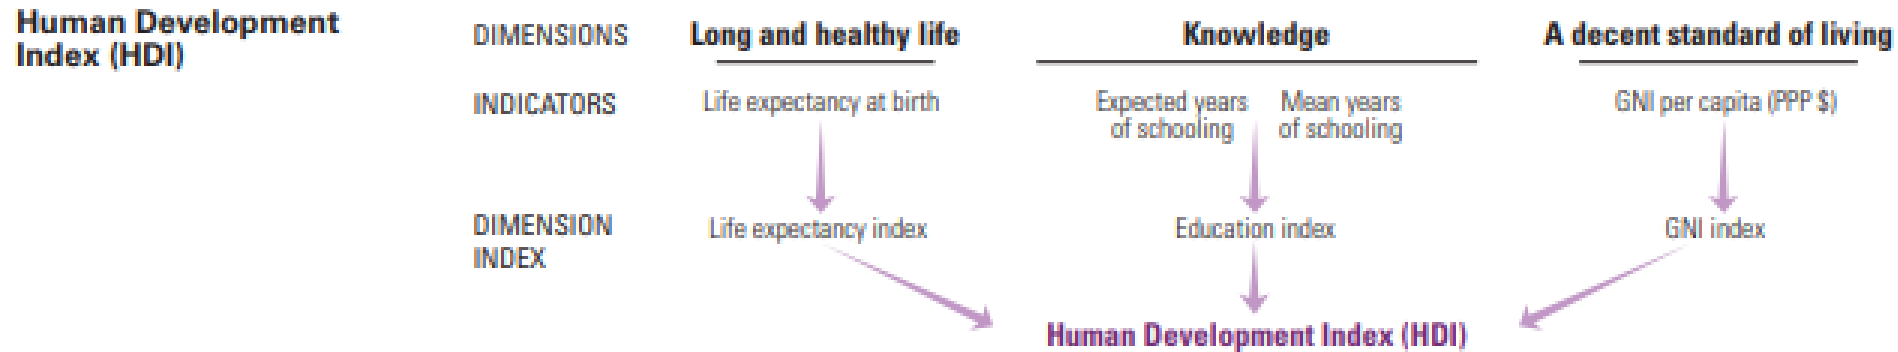 Human Development
Index (HDI)
DIMENSIONS
Long and healthy life
Knowledge
A decent standard of living
INDICATORS
Life expectancy at birth
Expected years
of schooling
Mean years
of schooling
GNI per capita (PPP $)
DIMENSION
INDEX
Life expectancy index
Education index
GNI index
Human Development Index (HDI)